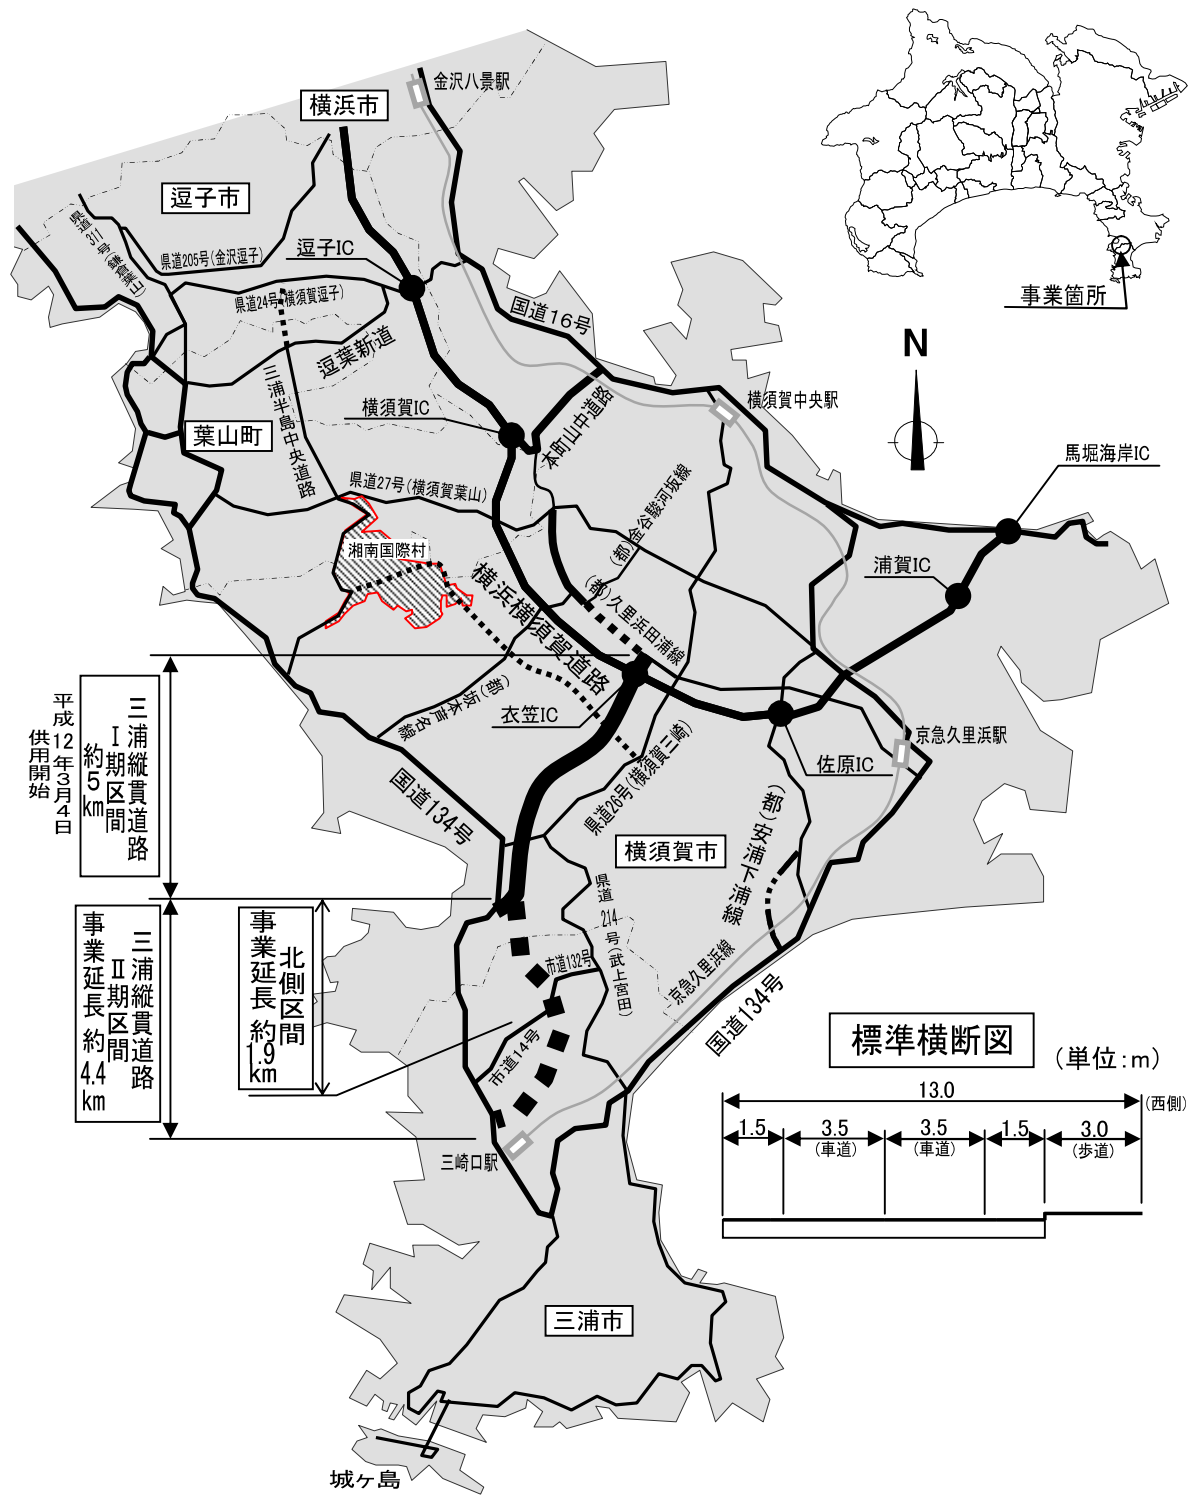 金沢八景駅
横浜市
逗子市
県道311号(鎌倉葉山)
県道205号(金沢逗子)
逗子IC
県道24号(横須賀逗子)
国道16号
事業箇所
逗葉新道
N
三浦半島中央道路
横須賀IC
本町山中道路
横須賀中央駅
葉山町
馬堀海岸IC
県道27号(横須賀葉山)
(都)金谷駿河坂線
湘南国際村
浦賀IC
横浜横須賀道路
(都)久里浜田浦線
(都)坂本芦名線
衣笠IC
京急久里浜駅
佐原IC
平成12年3月4日
供用開始
三浦縦貫道路
Ⅰ期区間
約5km
国道134号
県道26号(横須賀三崎)
(都)安浦下浦線
横須賀市
県道214号(武上宮田)
三浦縦貫道路
Ⅱ期区間
事業延長 約4.4km
北側区間
事業延長 約1.9km
市道132号
京急久里浜線
国道134号
市道14号
標準横断図
(単位:m)
13.0
(西側)
1.5
3.5
3.5
1.5
3.0
(車道)
(車道)
(歩道)
三崎口駅
三浦市
城ヶ島